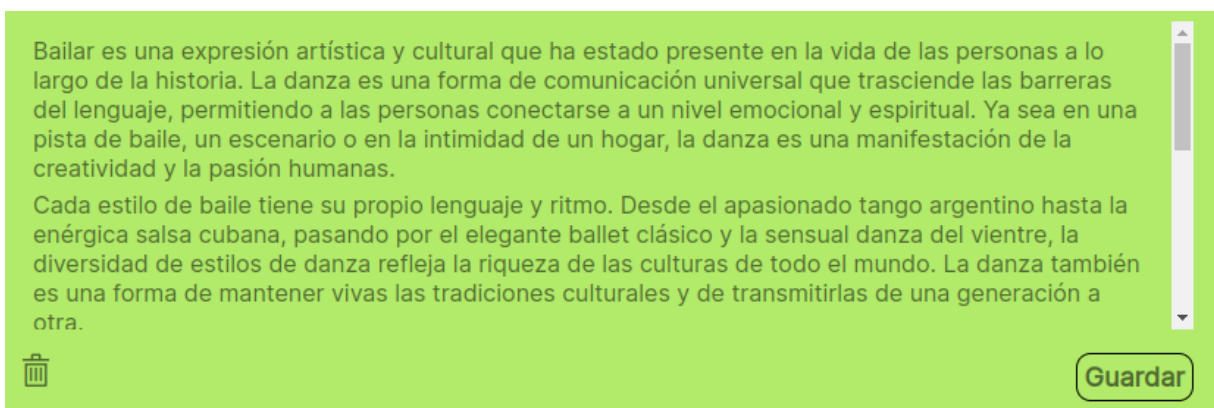 Bailar es una expresión artística y cultural que ha estado presente en la vida de las personas a lo
largo de la historia. La danza es una forma de comunicación universal que trasciende las barreras
del lenguaje, permitiendo a las personas conectarse a un nivel emocional y espiritual. Ya sea en una
pista de baile, un escenario o en la intimidad de un hogar, la danza es una manifestación de la
creatividad y la pasión humanas.
Cada estilo de baile tiene su propio lenguaje y ritmo. Desde el apasionado tango argentino hasta la
enérgica salsa cubana, pasando por el elegante ballet clásico y la sensual danza del vientre, la
diversidad de estilos de danza refleja la riqueza de las culturas de todo el mundo. La danza también
es una forma de mantener vivas las tradiciones culturales y de transmitirlas de una generación a
otra.
Guardar